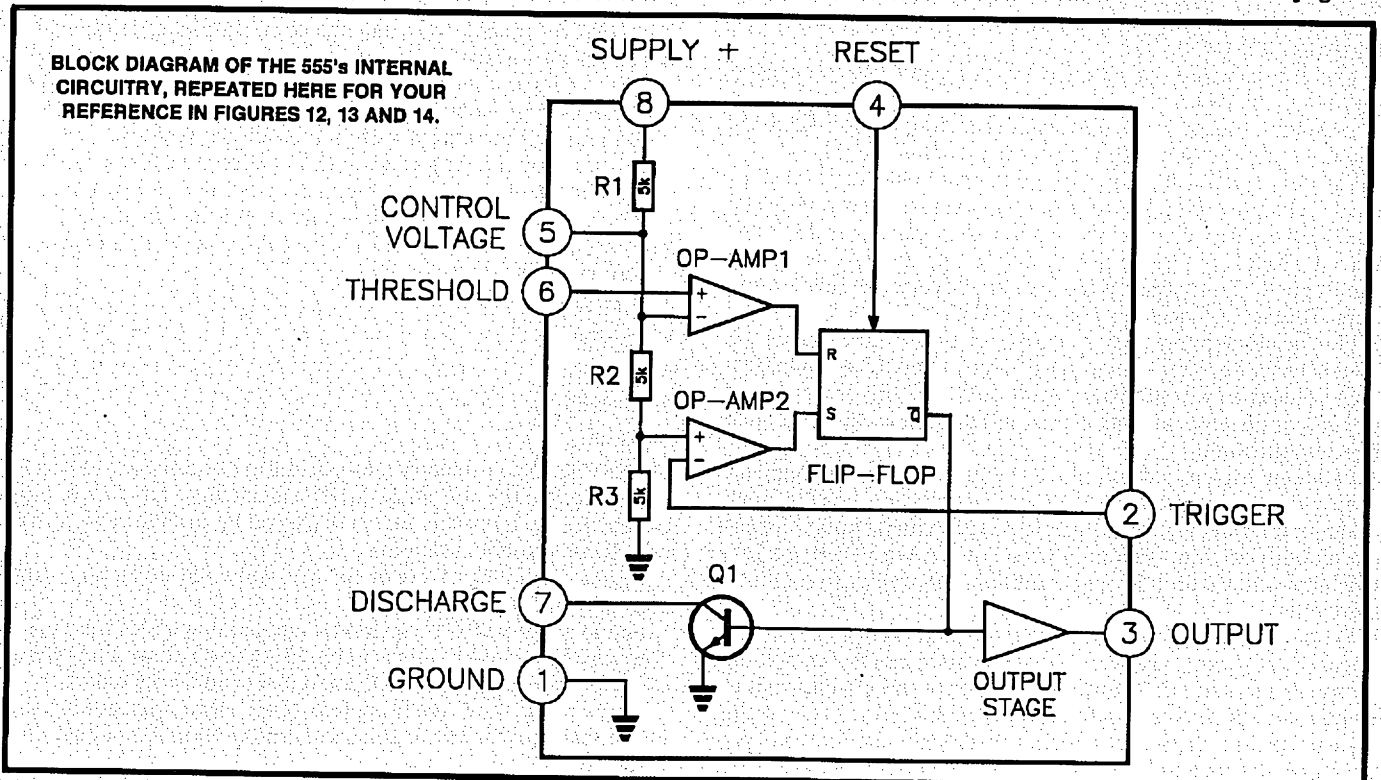 BLOCK DIAGRAM OF THE 555's INTERNAL
CIRCUITRY, REPEATED HERE FOR YOUR
REFERENCE IN FIGURES 12, 13 AND 14.
SUPPLY +
RESET
8
4
R1
5k
CONTROL
VOLTAGE
5
OP-AMP1
THRESHOLD
6
+
−
R
R2
5k
OP-AMP2
S
Q̅
+
−
FLIP-FLOP
R3
5k
2
TRIGGER
Q1
DISCHARGE
7
3
OUTPUT
GROUND
1
OUTPUT
STAGE